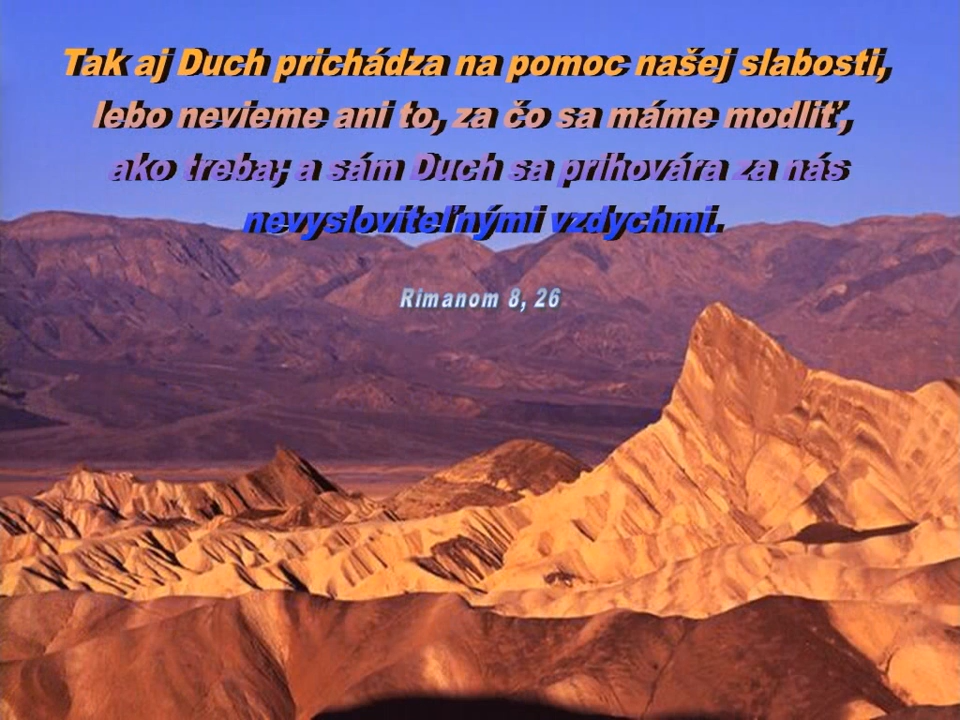 Tak aj Duch prichádza na pomoc našej slabosti,
lebo nevieme ani to, za čo sa máme modliť,
ako treba; a sám Duch sa prihovára za nás
nevysloviteľnými vzdychmi.
Rimanom 8, 26